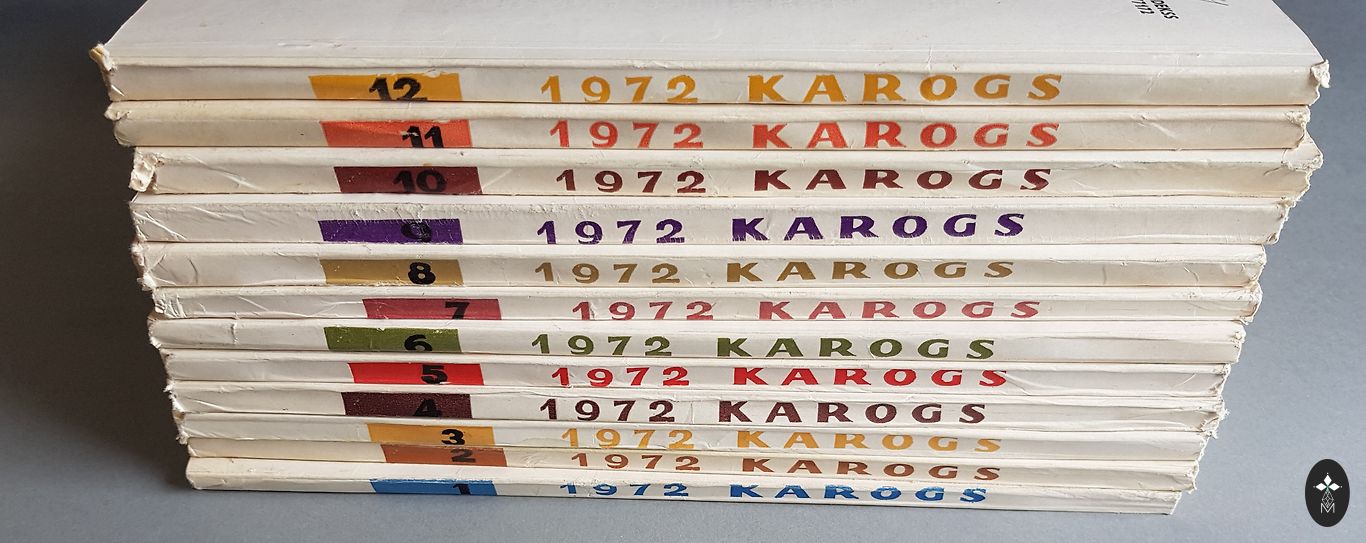 12 1972 KAROGS
11 1972 KAROGS
10 1972 KAROGS
9 1972 KAROGS
8 1972 KAROGS
7 1972 KAROGS
6 1972 KAROGS
5 1972 KAROGS
4 1972 KAROGS
3 1972 KAROGS
2 1972 KAROGS
1 1972 KAROGS
M